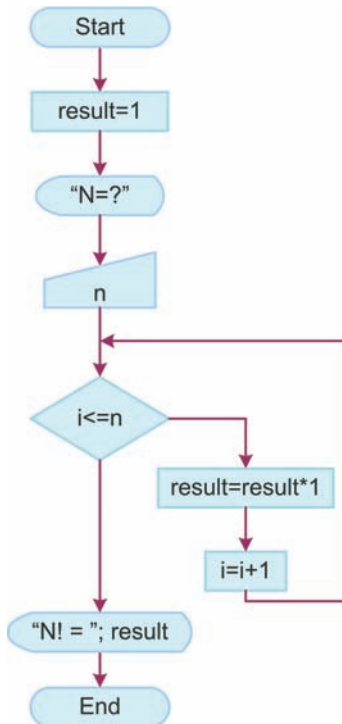 Start
result=1
“N=?”
n
i<=n
result=result*1
i=i+1
“N! = ”; result
End